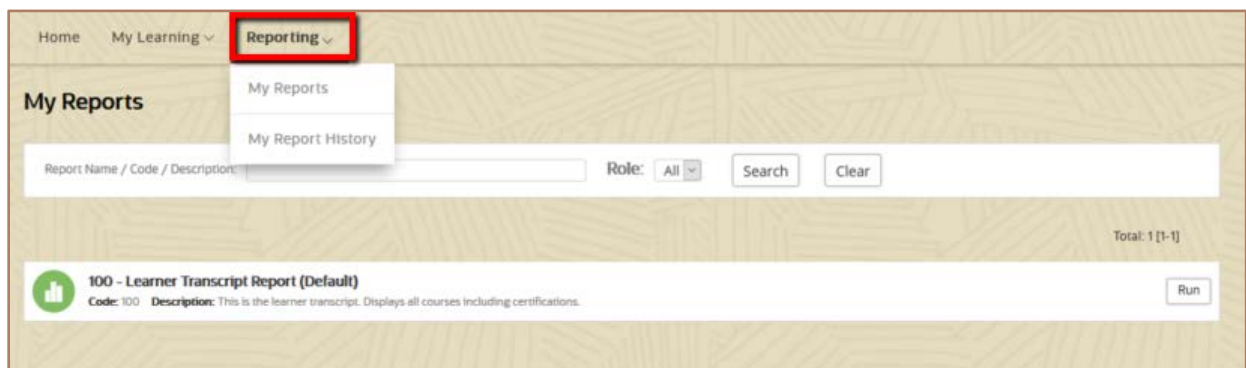 Home My Learning Reporting
My Reports
My Report History
My Reports
Report Name / Code / Description: Role: All Search Clear
Total: 1 [1-1]
100 - Learner Transcript Report (Default)
Code: 100 Description: This is the learner transcript. Displays all courses including certifications.
Run